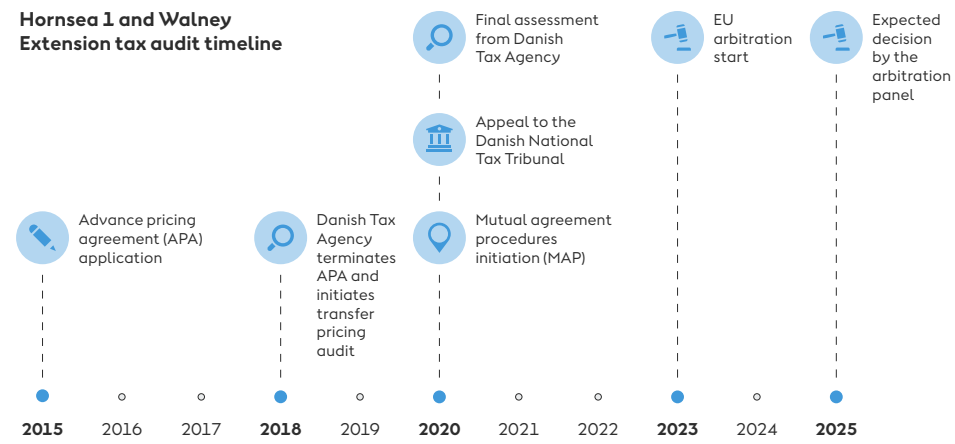 Hornsea 1 and Walney
Extension tax audit timeline
Advance pricing
agreement (APA)
application
Danish Tax
Agency
terminates
APA and
initiates
transfer
pricing
audit
Final assessment
from Danish
Tax Agency
Appeal to the
Danish National
Tax Tribunal
Mutual agreement
procedures
initiation (MAP)
EU
arbitration
start
Expected
decision
by the
arbitration
panel
2015 2016 2017 2018 2019 2020 2021 2022 2023 2024 2025